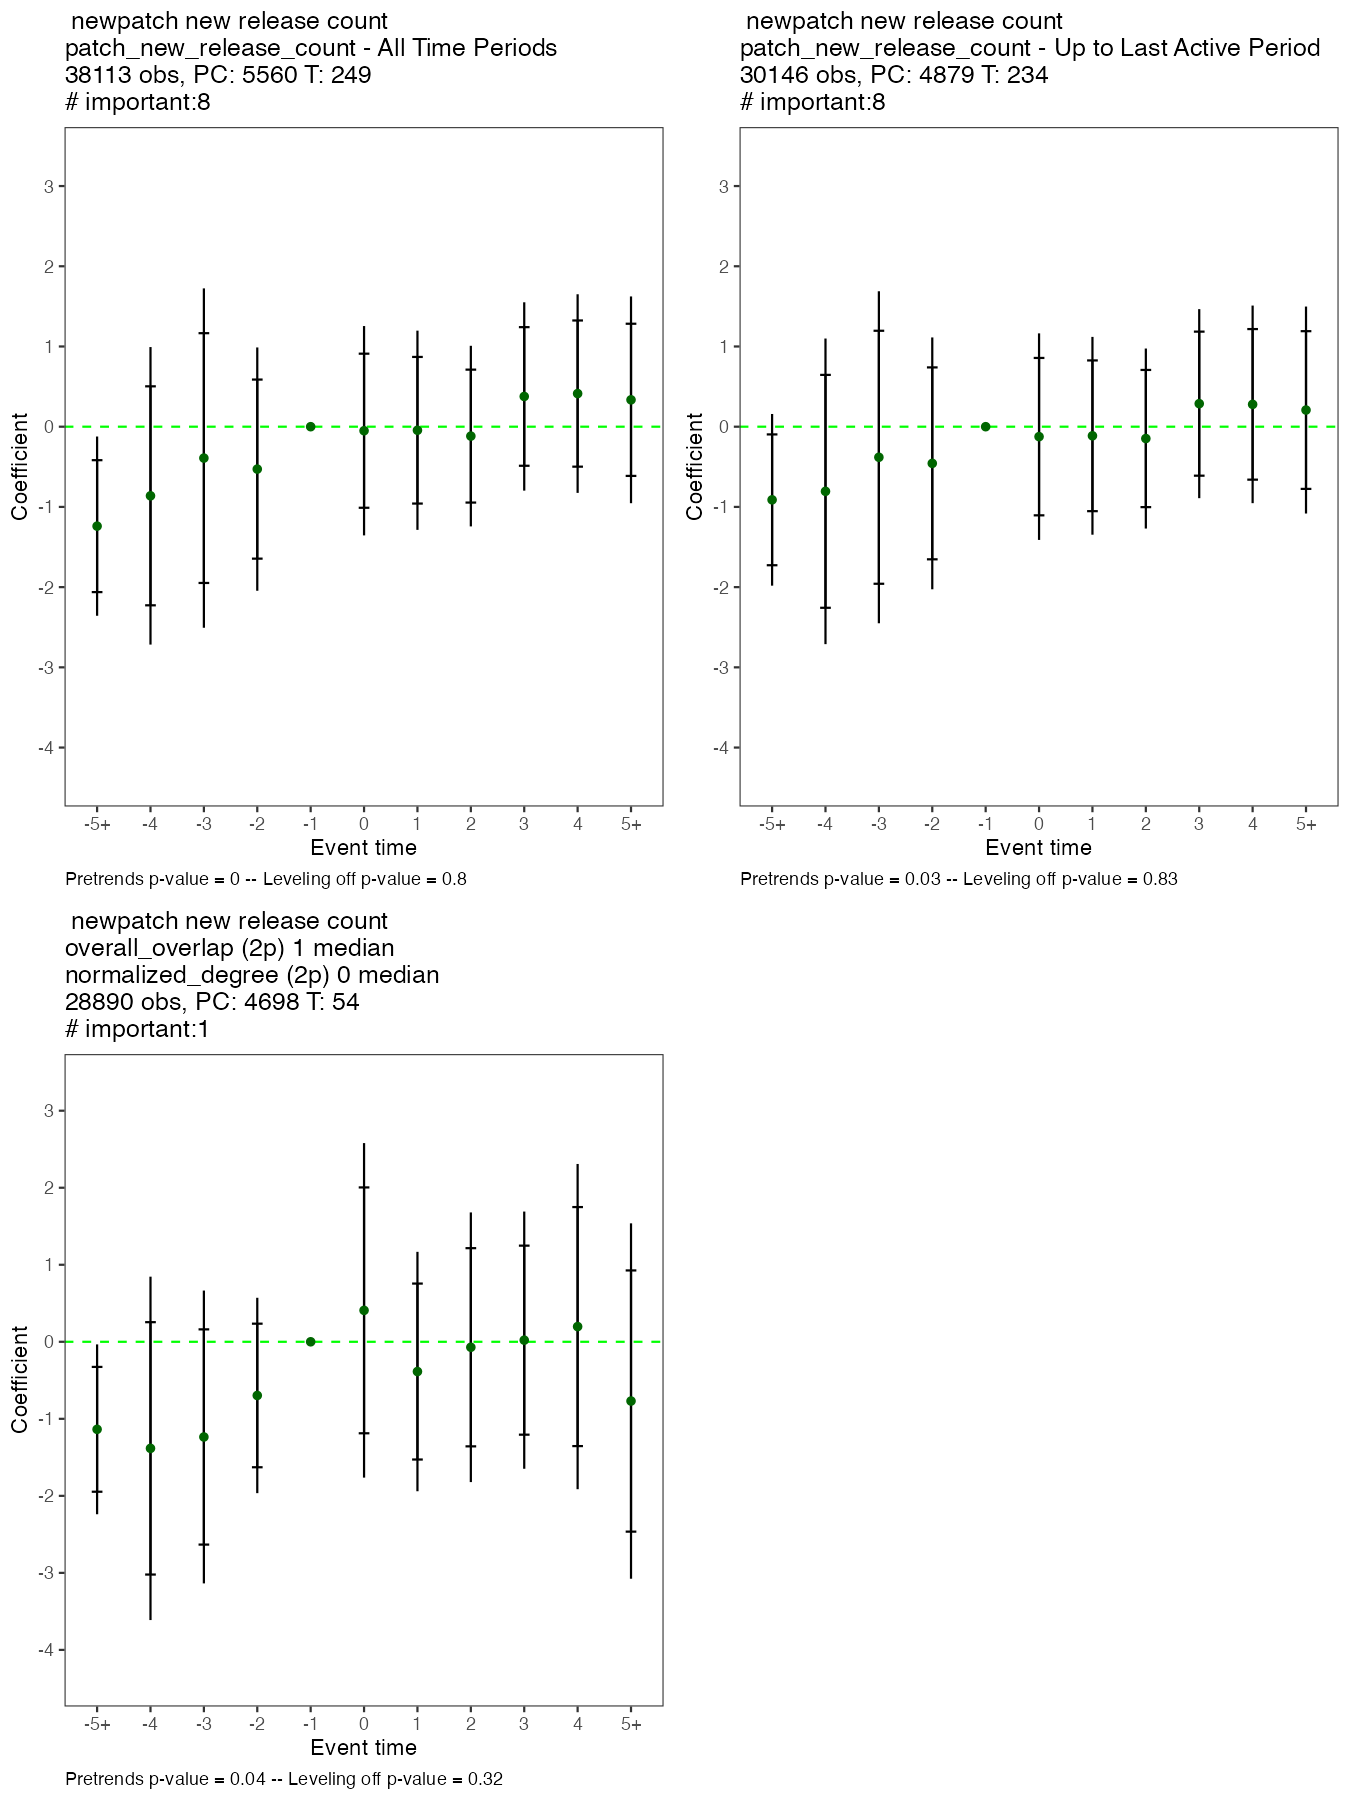 newpatch new release count
patch_new_release_count - All Time Periods
38113 obs, PC: 5560 T: 249
# important:8
3
2
1
0
-1
-2
-3
-4
Coefficient
-5+ -4 -3 -2 -1 0 1 2 3 4 5+
Event time
Pretrends p-value = 0 -- Leveling off p-value = 0.8
newpatch new release count
patch_new_release_count - Up to Last Active Period
30146 obs, PC: 4879 T: 234
# important:8
3
2
1
0
-1
-2
-3
-4
Coefficient
-5+ -4 -3 -2 -1 0 1 2 3 4 5+
Event time
Pretrends p-value = 0.03 -- Leveling off p-value = 0.83
newpatch new release count
overall_overlap (2p) 1 median
normalized_degree (2p) 0 median
28890 obs, PC: 4698 T: 54
# important:1
3
2
1
0
-1
-2
-3
-4
Coefficient
-5+ -4 -3 -2 -1 0 1 2 3 4 5+
Event time
Pretrends p-value = 0.04 -- Leveling off p-value = 0.32